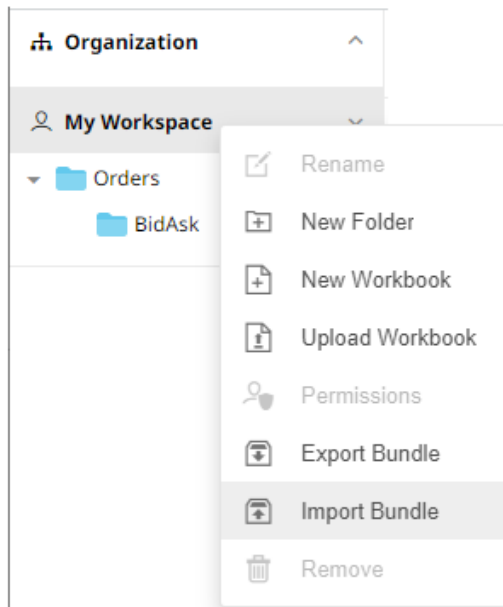 Organization
My Workspace
Orders
BidAsk
Rename
New Folder
New Workbook
Upload Workbook
Permissions
Export Bundle
Import Bundle
Remove